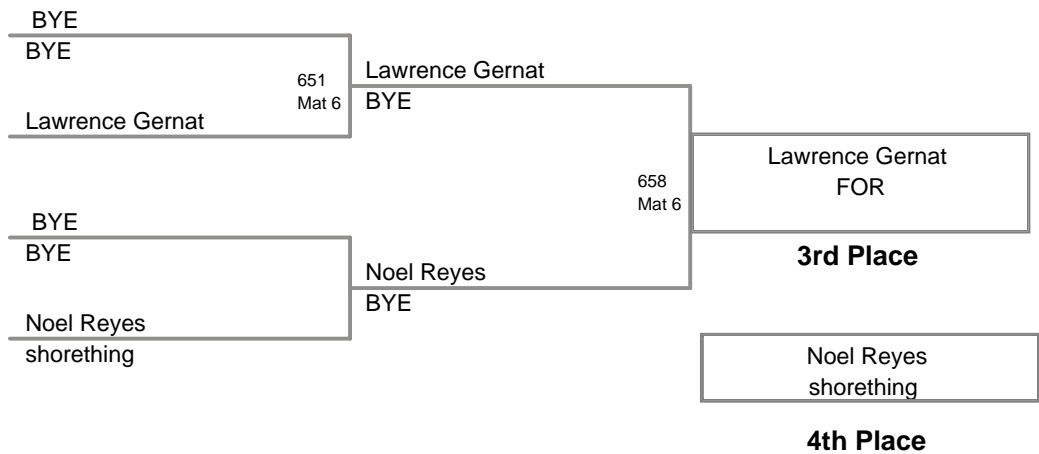 BYE
BYE
651
Mat 6
Lawrence Gernat
Lawrence Gernat
BYE
658
Mat 6
Lawrence Gernat
FOR
3rd Place
BYE
BYE
Noel Reyes
shorething
Noel Reyes
BYE
Noel Reyes
shorething
4th Place